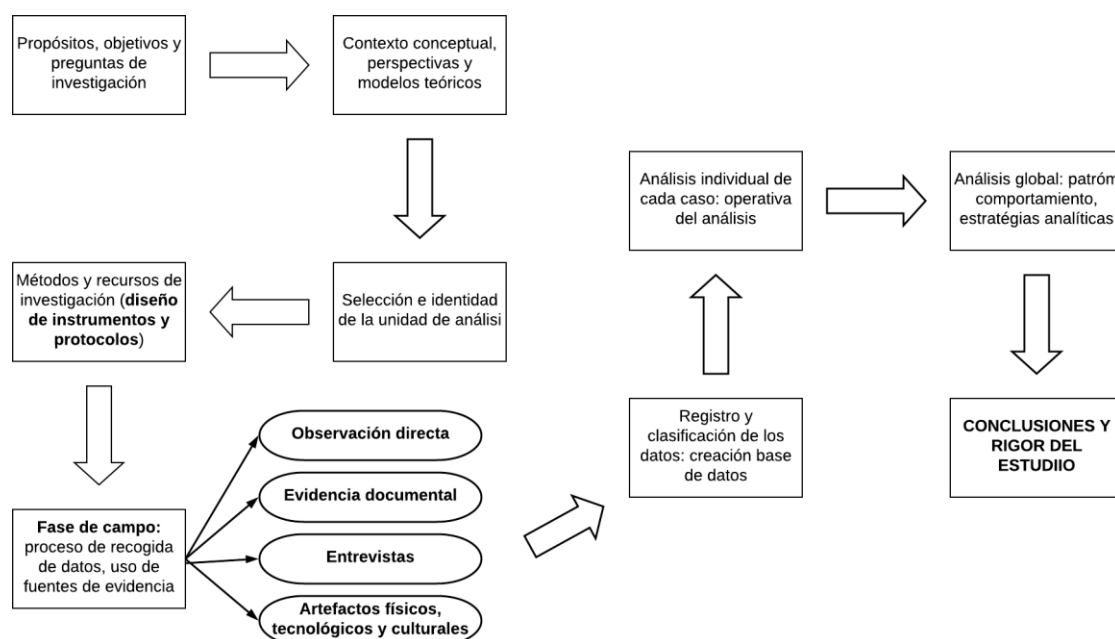 Propósitos, objetivos y
preguntas de
investigación
Contexto conceptual,
perspectivas y
modelos teóricos
Selección e identidad
de la unidad de análisi
Métodos y recursos de
investigación (diseño
de instrumentos y
protocolos)
Fase de campo:
proceso de recogida
de datos, uso de
fuentes de evidencia
Observación directa
Evidencia documental
Entrevistas
Artefactos físicos,
tecnológicos y culturales
Registro y
clasificación de los
datos: creación base
de datos
Análisis individual de
cada caso: operativa
del análisis
Análisis global: patróm
comportamiento,
estratégias analíticas
CONCLUSIONES Y
RIGOR DEL
ESTUDIIO